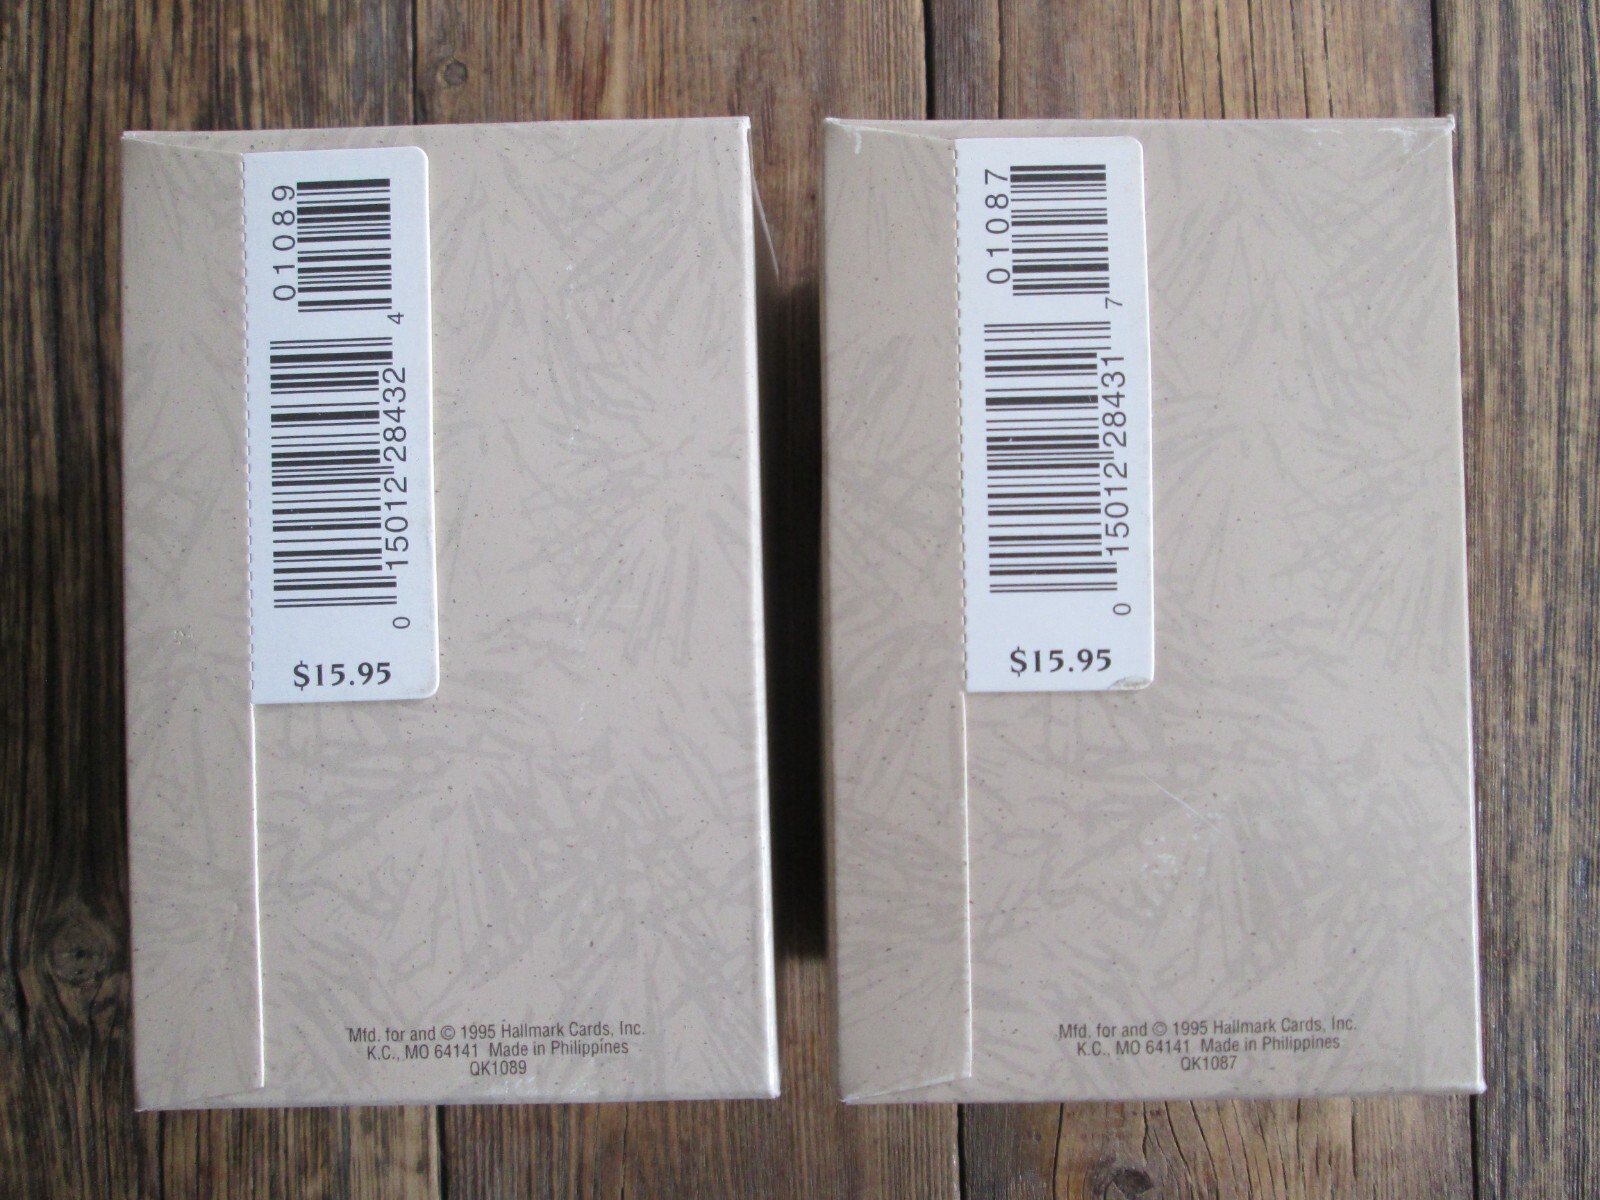 01089
0 15012 28432 4
$15.95
Mfd. for and © 1995 Hallmark Cards, Inc.
K.C., MO 64141 Made in Philippines
QK1089
01087
0 15012 28431 7
$15.95
Mfd. for and © 1995 Hallmark Cards, Inc.
K.C., MO 64141 Made in Philippines
QK1087